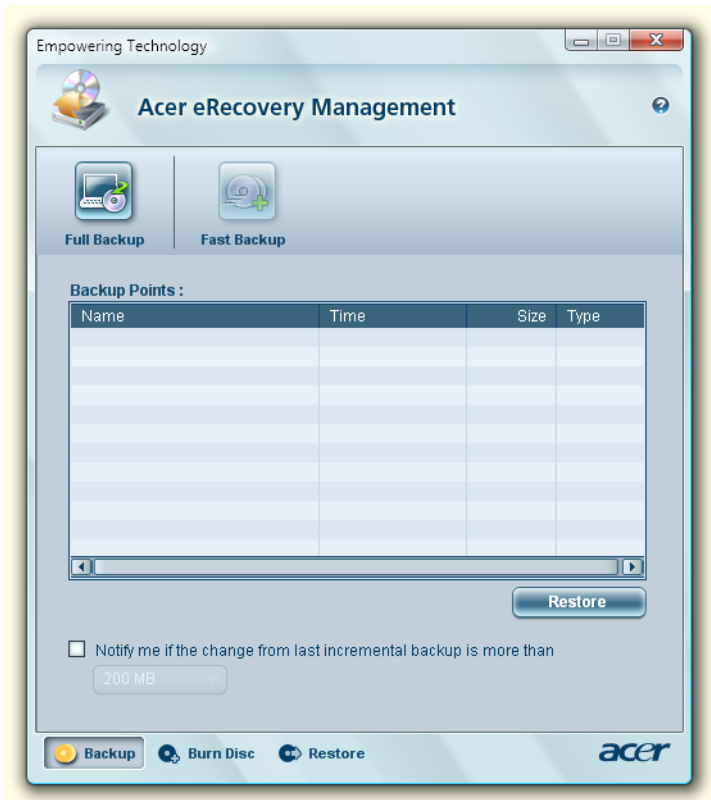 Empowering Technology
Acer eRecovery Management
Full Backup
Fast Backup
Backup Points :
Name Time Size Type
Restore
Notify me if the change from last incremental backup is more than
200 MB
Backup Burn Disc Restore
acer